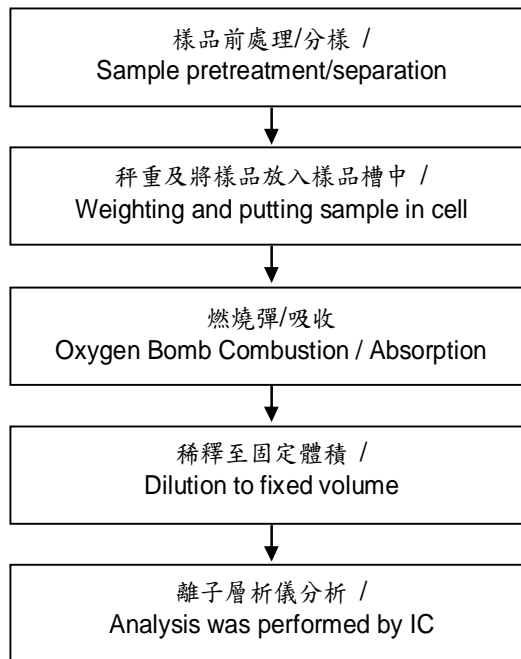 樣品前處理/分樣 /
Sample pretreatment/separation
秤重及將樣品放入樣品槽中 /
Weighting and putting sample in cell
燃燒彈/吸收
Oxygen Bomb Combustion / Absorption
稀釋至固定體積 /
Dilution to fixed volume
離子層析儀分析 /
Analysis was performed by IC